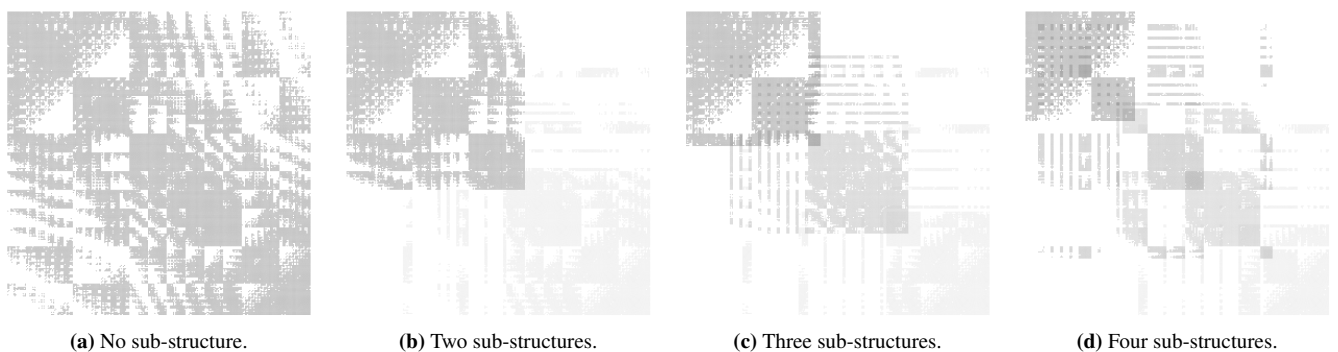 (a) No sub-structure.
(b) Two sub-structures.
(c) Three sub-structures.
(d) Four sub-structures.